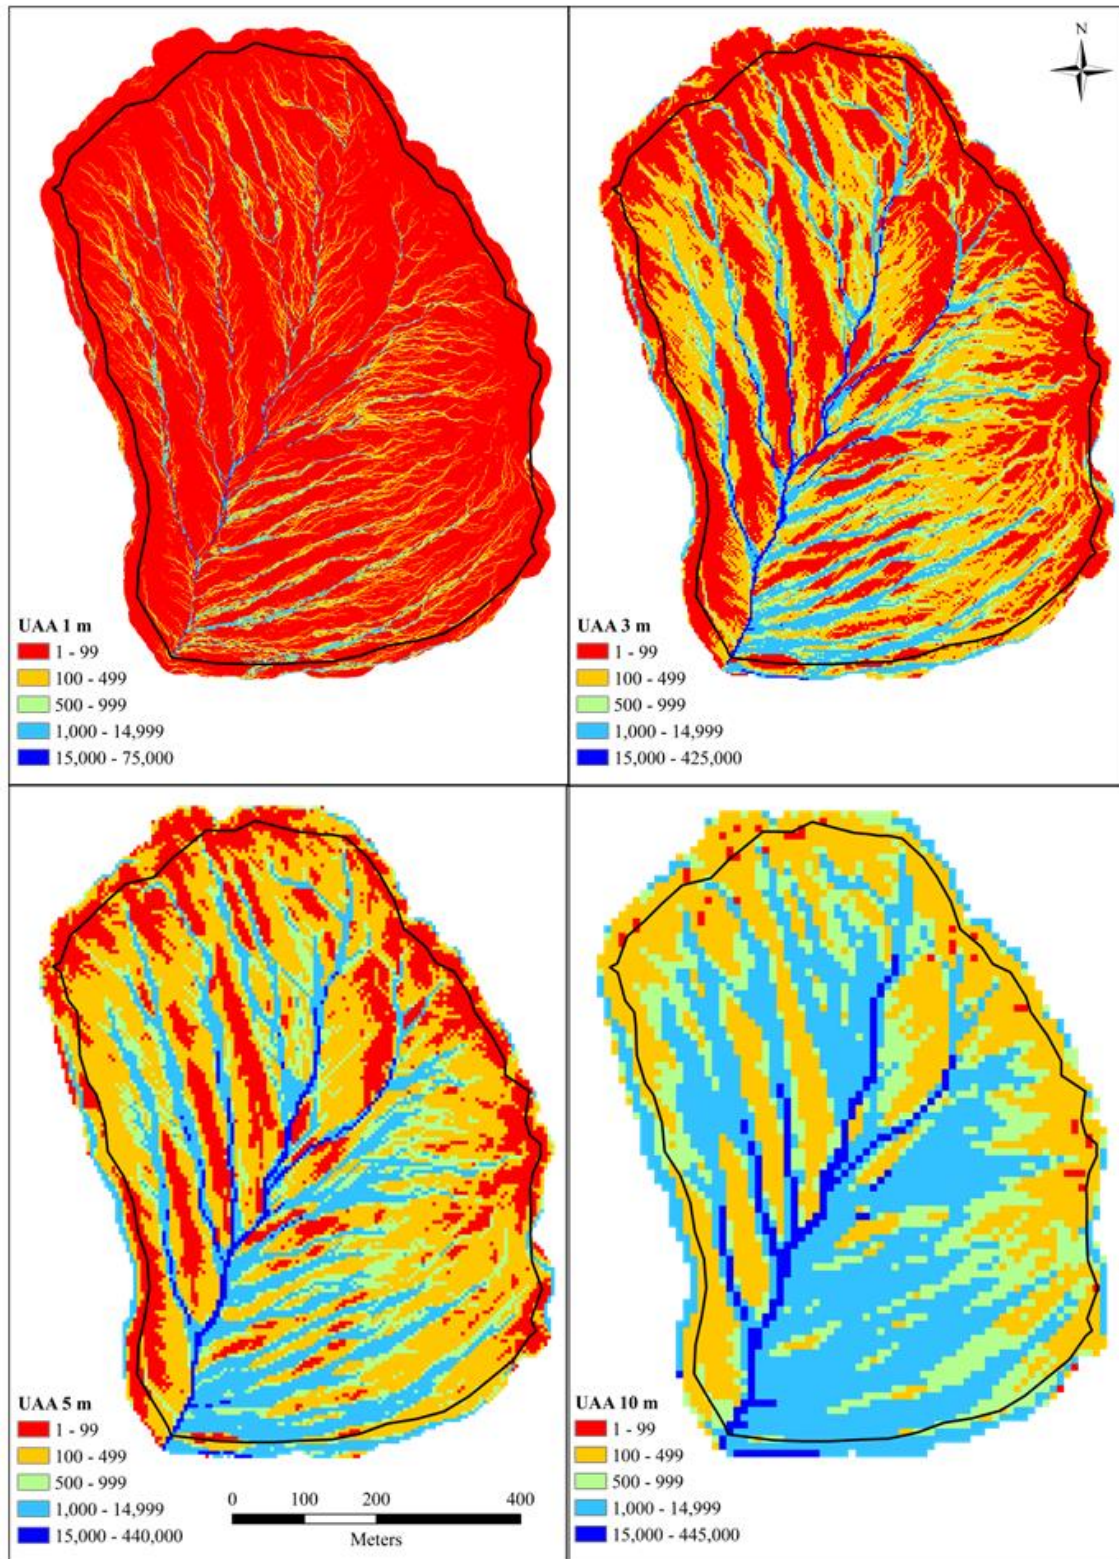 N
UAA 1 m
1 - 99
100 - 499
500 - 999
1,000 - 14,999
15,000 - 75,000
UAA 3 m
1 - 99
100 - 499
500 - 999
1,000 - 14,999
15,000 - 425,000
UAA 5 m
1 - 99
100 - 499
500 - 999
1,000 - 14,999
15,000 - 440,000
0 100 200 400
Meters
UAA 10 m
1 - 99
100 - 499
500 - 999
1,000 - 14,999
15,000 - 445,000